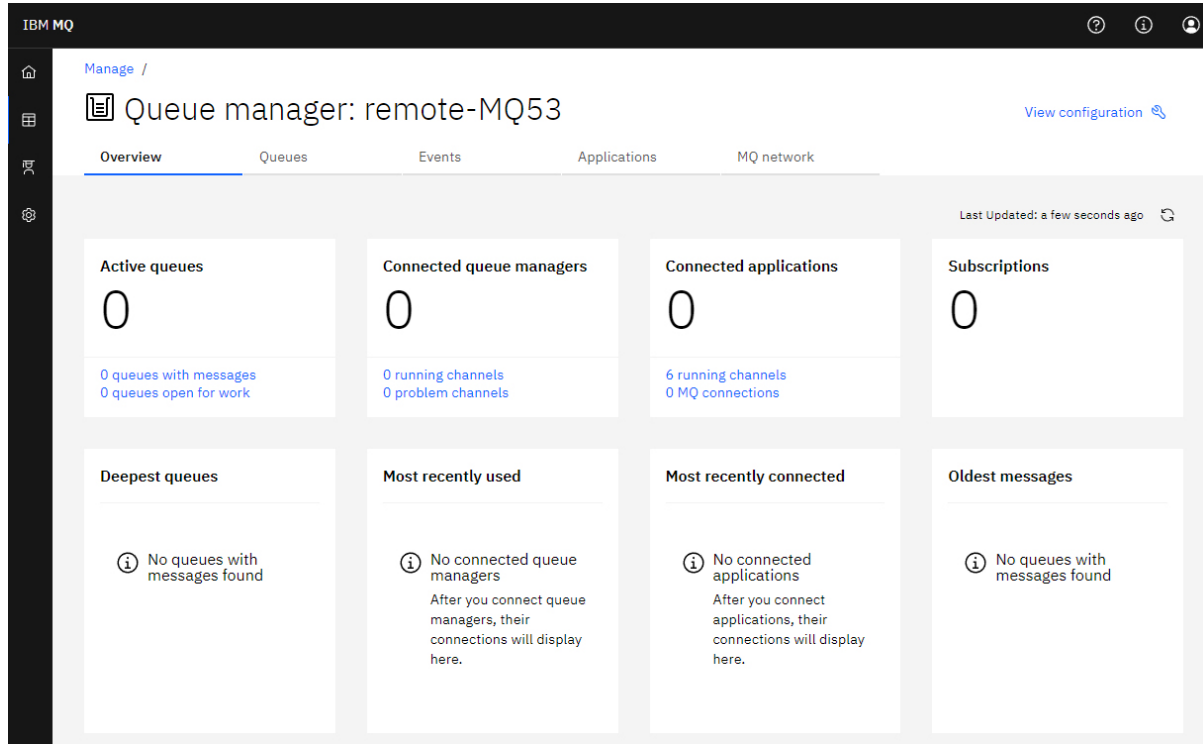 IBM MQ
Manage /
Queue manager: remote-MQ53
View configuration
Overview Queues Events Applications MQ network
Last Updated: a few seconds ago
Active queues
0
0 queues with messages
0 queues open for work
Connected queue managers
0
0 running channels
0 problem channels
Connected applications
0
6 running channels
0 MQ connections
Subscriptions
0
Deepest queues
No queues with
messages found
Most recently used
No connected queue
managers
After you connect queue
managers, their
connections will display
here.
Most recently connected
No connected
applications
After you connect
applications, their
connections will display
here.
Oldest messages
No queues with
messages found